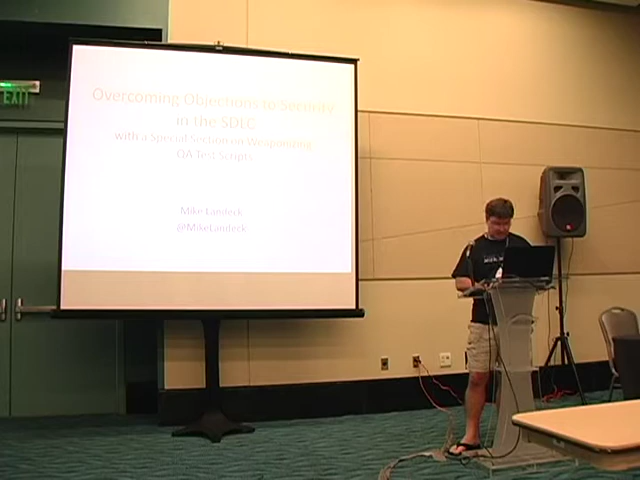 EXIT
Overcoming Objections to Security
in the SDLC
with a Special Section on Weaponizing
QA Test Scripts
Mike Landeck
@MikeLandeck